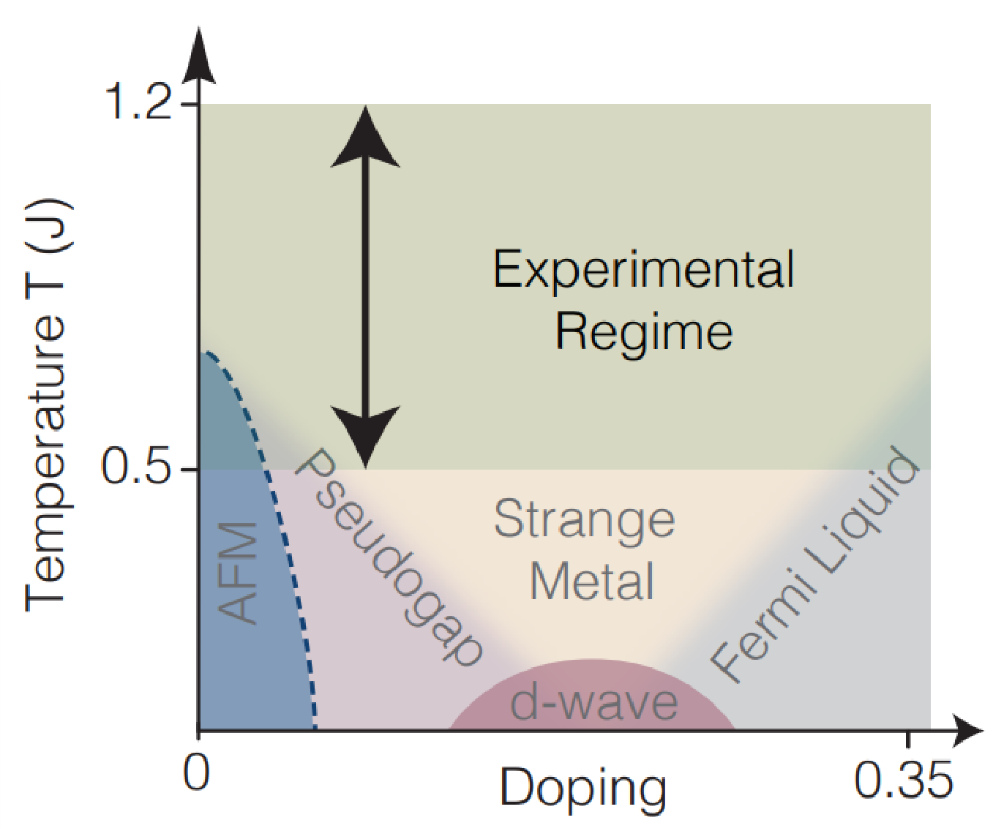 1.2
Temperature T (J)
Experimental
Regime
0.5
Pseudogap
AFM
Strange
Metal
Fermi Liquid
d-wave
0
Doping
0.35